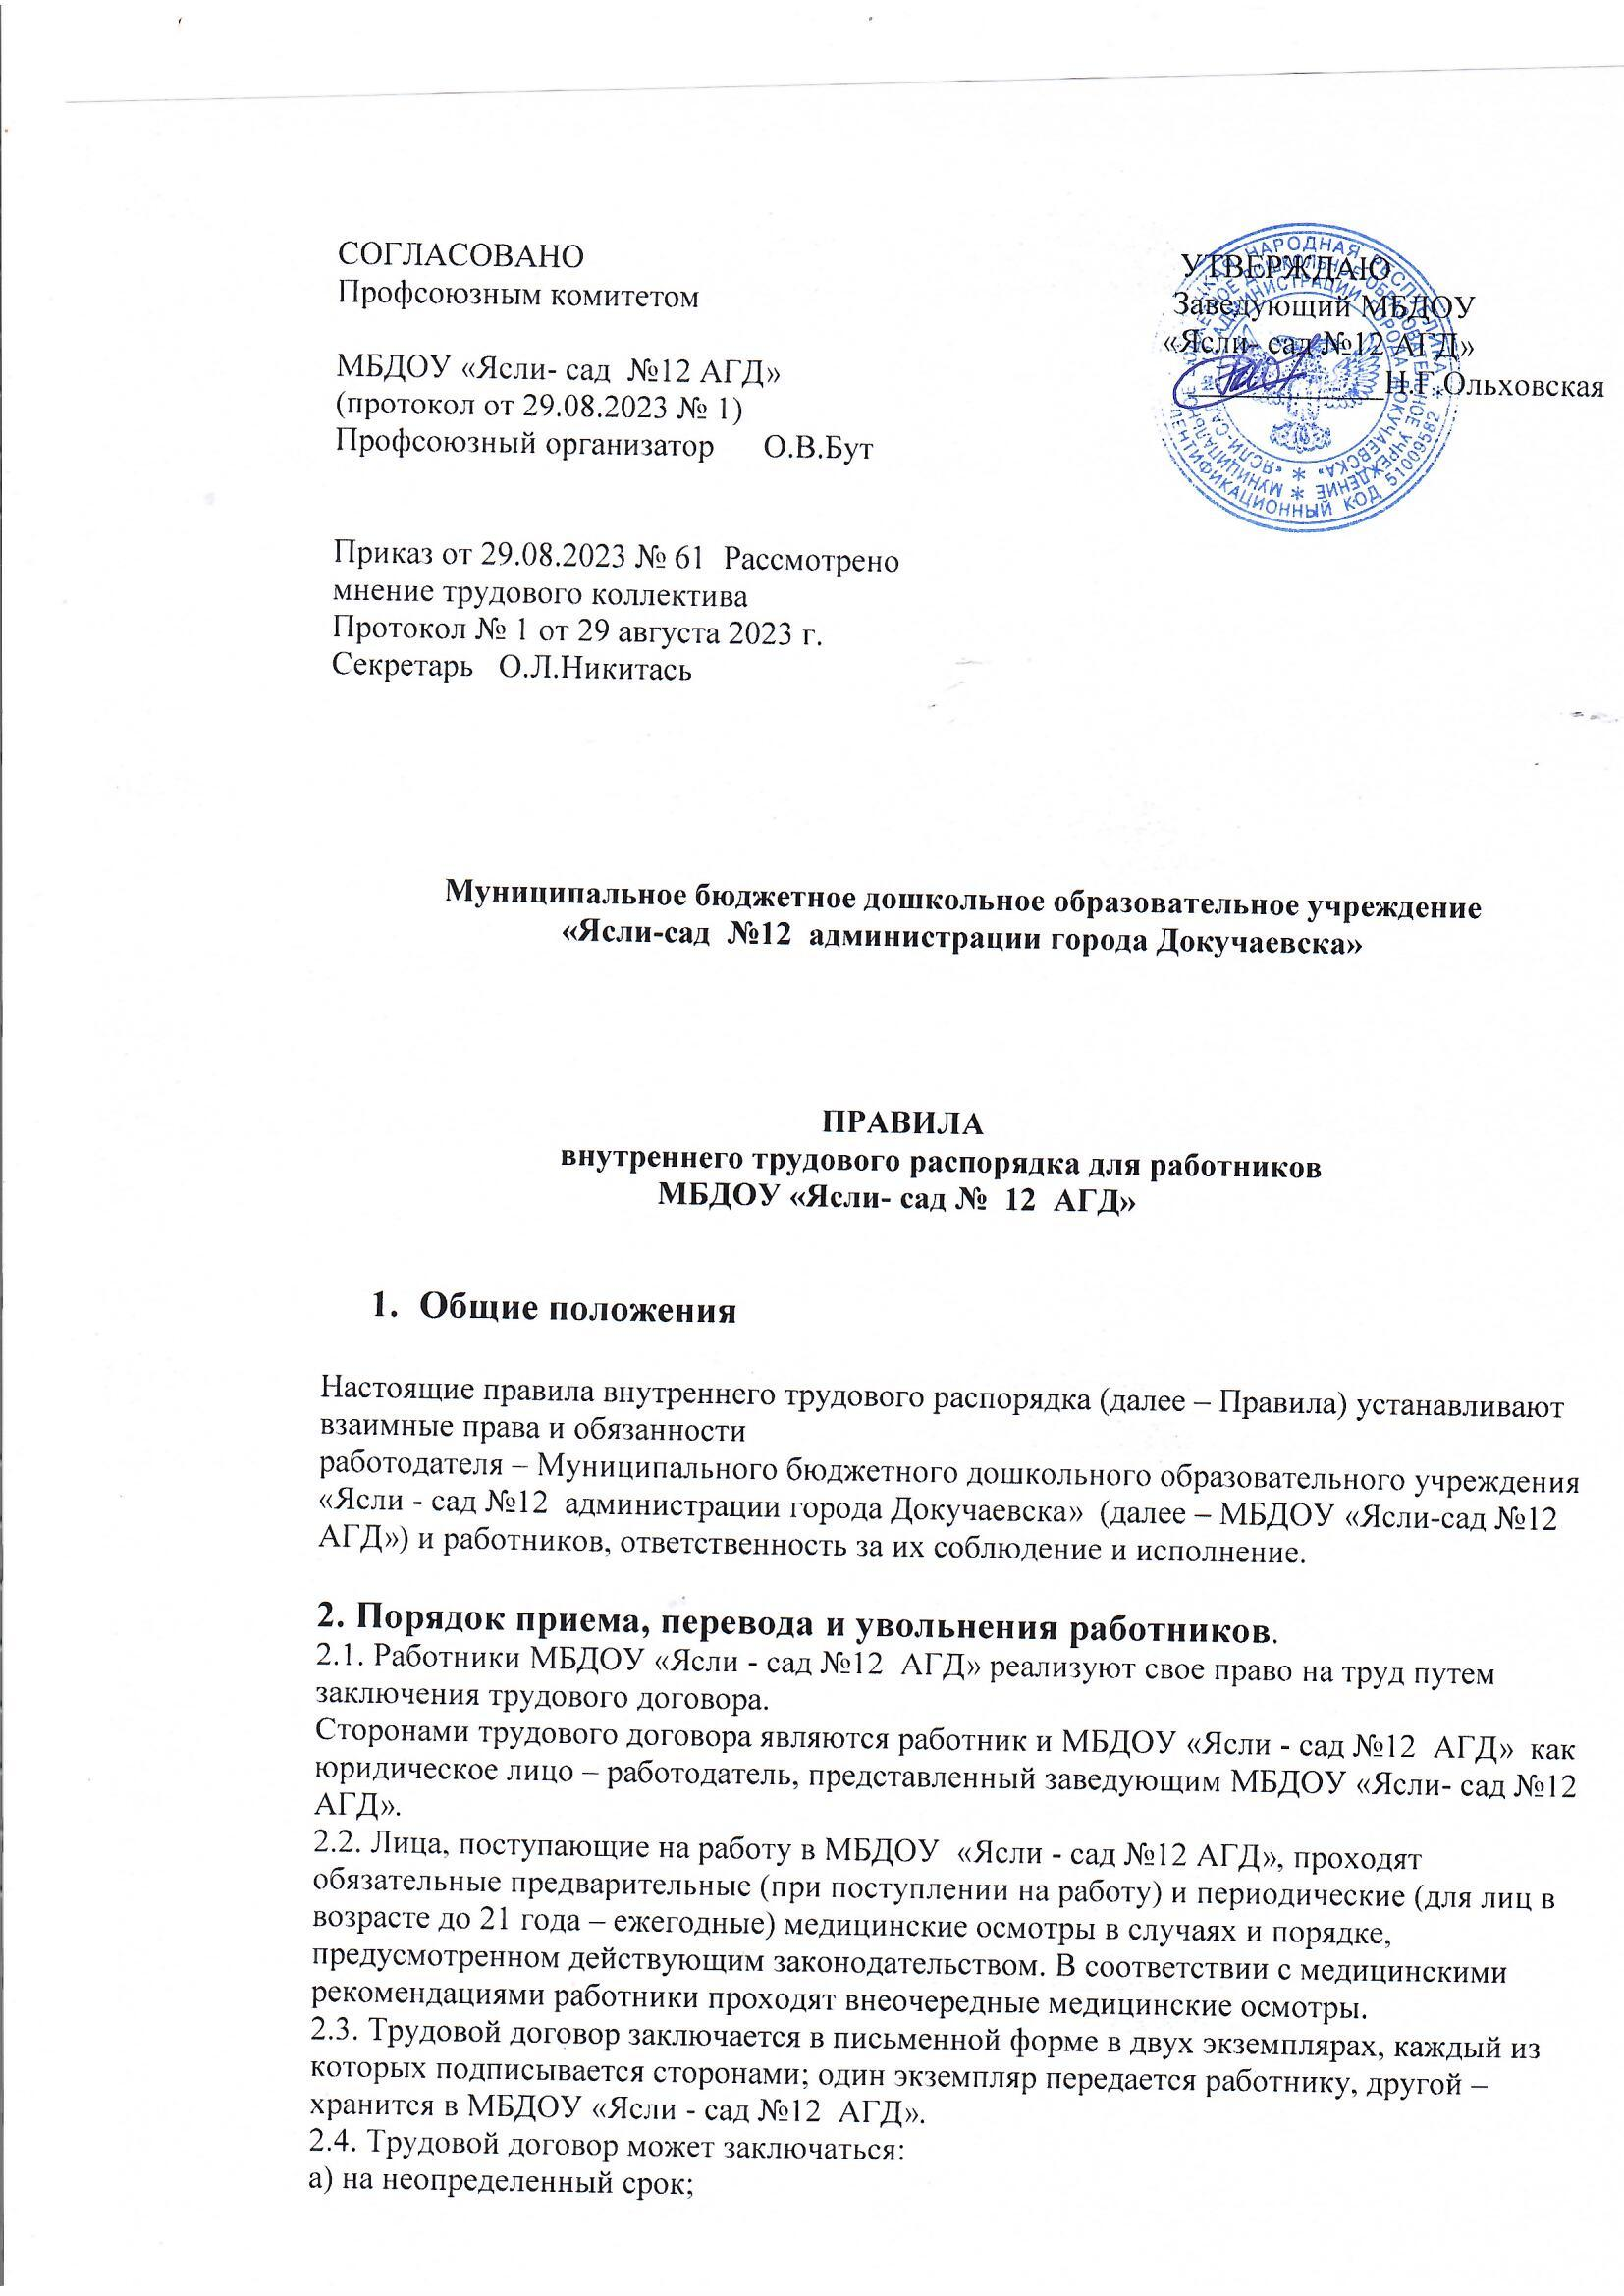 СОГЛАСОВАНО
Профсоюзным комитетом
МБДОУ «Ясли- сад №12 АГД»
(протокол от 29.08.2023 № 1)
Профсоюзный организатор О.В.Бут
УТВЕРЖДАЮ
Заведующий МБДОУ
«Ясли- сад №12 АГД»
Н.Г.Ольховская
НАРОДНАЯ РЕСПУБЛИКА
ИДЕНТИФИКАЦИОННЫЙ КОД 51009582
Приказ от 29.08.2023 № 61 Рассмотрено
мнение трудового коллектива
Протокол № 1 от 29 августа 2023 г.
Секретарь О.Л.Никитась
Муниципальное бюджетное дошкольное образовательное учреждение
«Ясли-сад №12 администрации города Докучаевска»
ПРАВИЛА
внутреннего трудового распорядка для работников
МБДОУ «Ясли- сад № 12 АГД»
1. Общие положения
Настоящие правила внутреннего трудового распорядка (далее – Правила) устанавливают
взаимные права и обязанности
работодателя – Муниципального бюджетного дошкольного образовательного учреждения
«Ясли - сад №12 администрации города Докучаевска» (далее – МБДОУ «Ясли-сад №12
АГД») и работников, ответственность за их соблюдение и исполнение.
2. Порядок приема, перевода и увольнения работников.
2.1. Работники МБДОУ «Ясли - сад №12 АГД» реализуют свое право на труд путем
заключения трудового договора.
Сторонами трудового договора являются работник и МБДОУ «Ясли - сад №12 АГД» как
юридическое лицо – работодатель, представленный заведующим МБДОУ «Ясли- сад №12
АГД».
2.2. Лица, поступающие на работу в МБДОУ «Ясли - сад №12 АГД», проходят
обязательные предварительные (при поступлении на работу) и периодические (для лиц в
возрасте до 21 года – ежегодные) медицинские осмотры в случаях и порядке,
предусмотренном действующим законодательством. В соответствии с медицинскими
рекомендациями работники проходят внеочередные медицинские осмотры.
2.3. Трудовой договор заключается в письменной форме в двух экземплярах, каждый из
которых подписывается сторонами; один экземпляр передается работнику, другой –
хранится в МБДОУ «Ясли - сад №12 АГД».
2.4. Трудовой договор может заключаться:
а) на неопределенный срок;